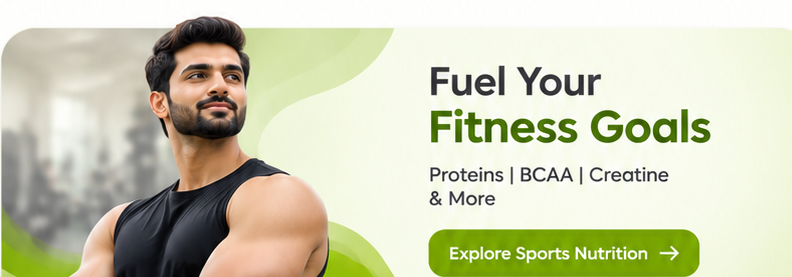 Fuel Your
Fitness Goals
Proteins | BCAA | Creatine
& More
Explore Sports Nutrition →